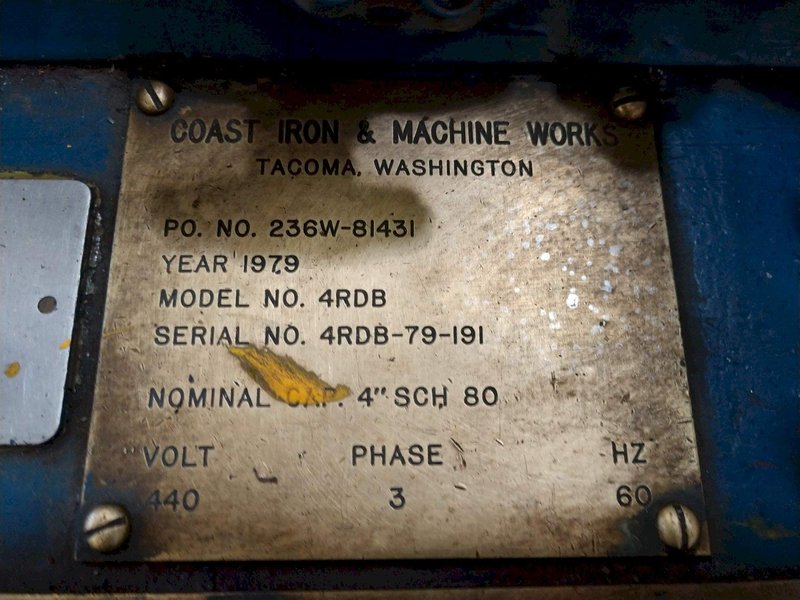 COAST IRON & MACHINE WORKS
TACOMA, WASHINGTON
PO. NO. 236W-81431
YEAR 1979
MODEL NO. 4RDB
SERIAL NO. 4RDB-79-191
NOMINAL CAP. 4" SCH 80
VOLT PHASE HZ
440 3 60